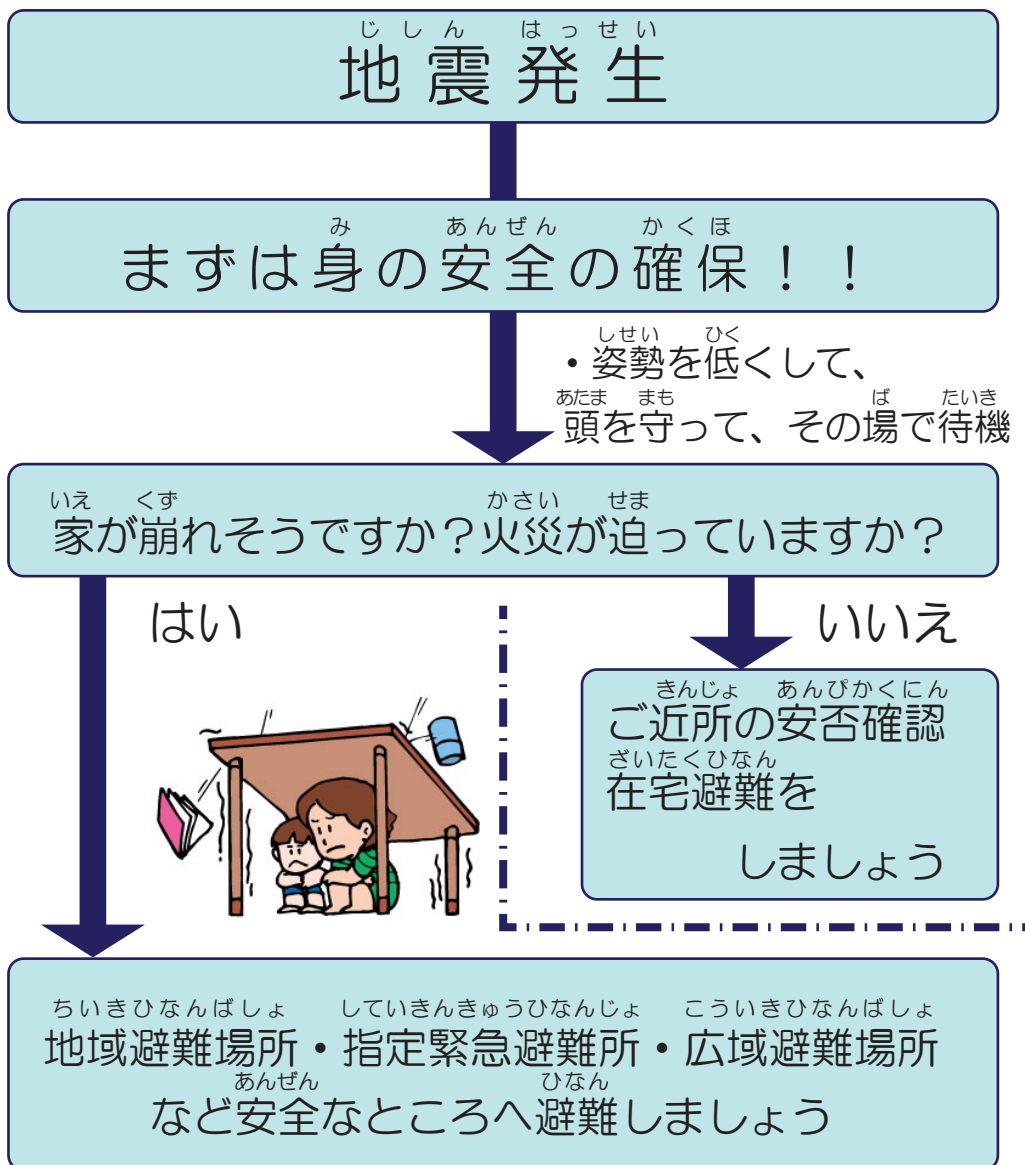 じしん はっせい
地震発生
み あんぜん かくほ
まずは身の安全の確保！！
しせい ひく
・姿勢を低くして、
あたま まも ば たいき
頭を守って、その場で待機
いえ くず かさい せま
家が崩れそうですか？火災が迫っていますか？
はい
いいえ
きんじょ あんぴかくにん
ご近所の安否確認
ざいたくひなん
在宅避難を
しましょう
ちいきひなんばしょ していきんきゅうひなんじょ こういきひなんばしょ
地域避難場所・指定緊急避難所・広域避難場所
あんぜん ひなん
など安全なところへ避難しましょう